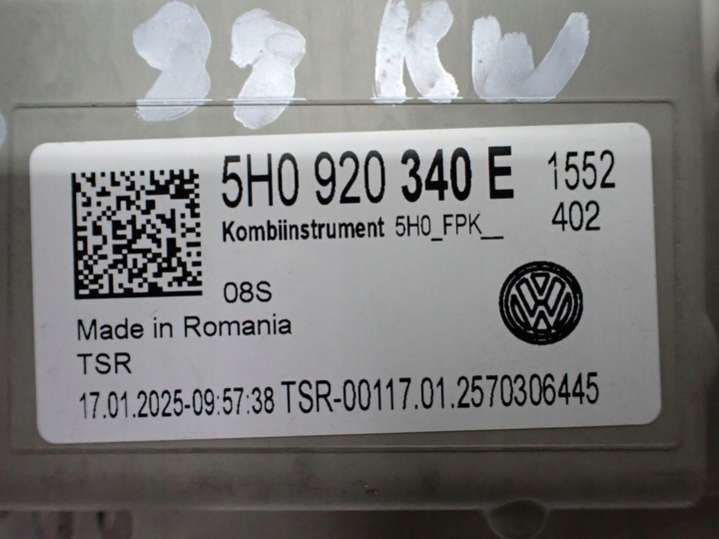 33 KW
5H0 920 340 E 1552
Kombiinstrument 5H0_FPK__ 402
08S
Made in Romania
TSR
17.01.2025-09:57:38 TSR-00117.01.2570306445